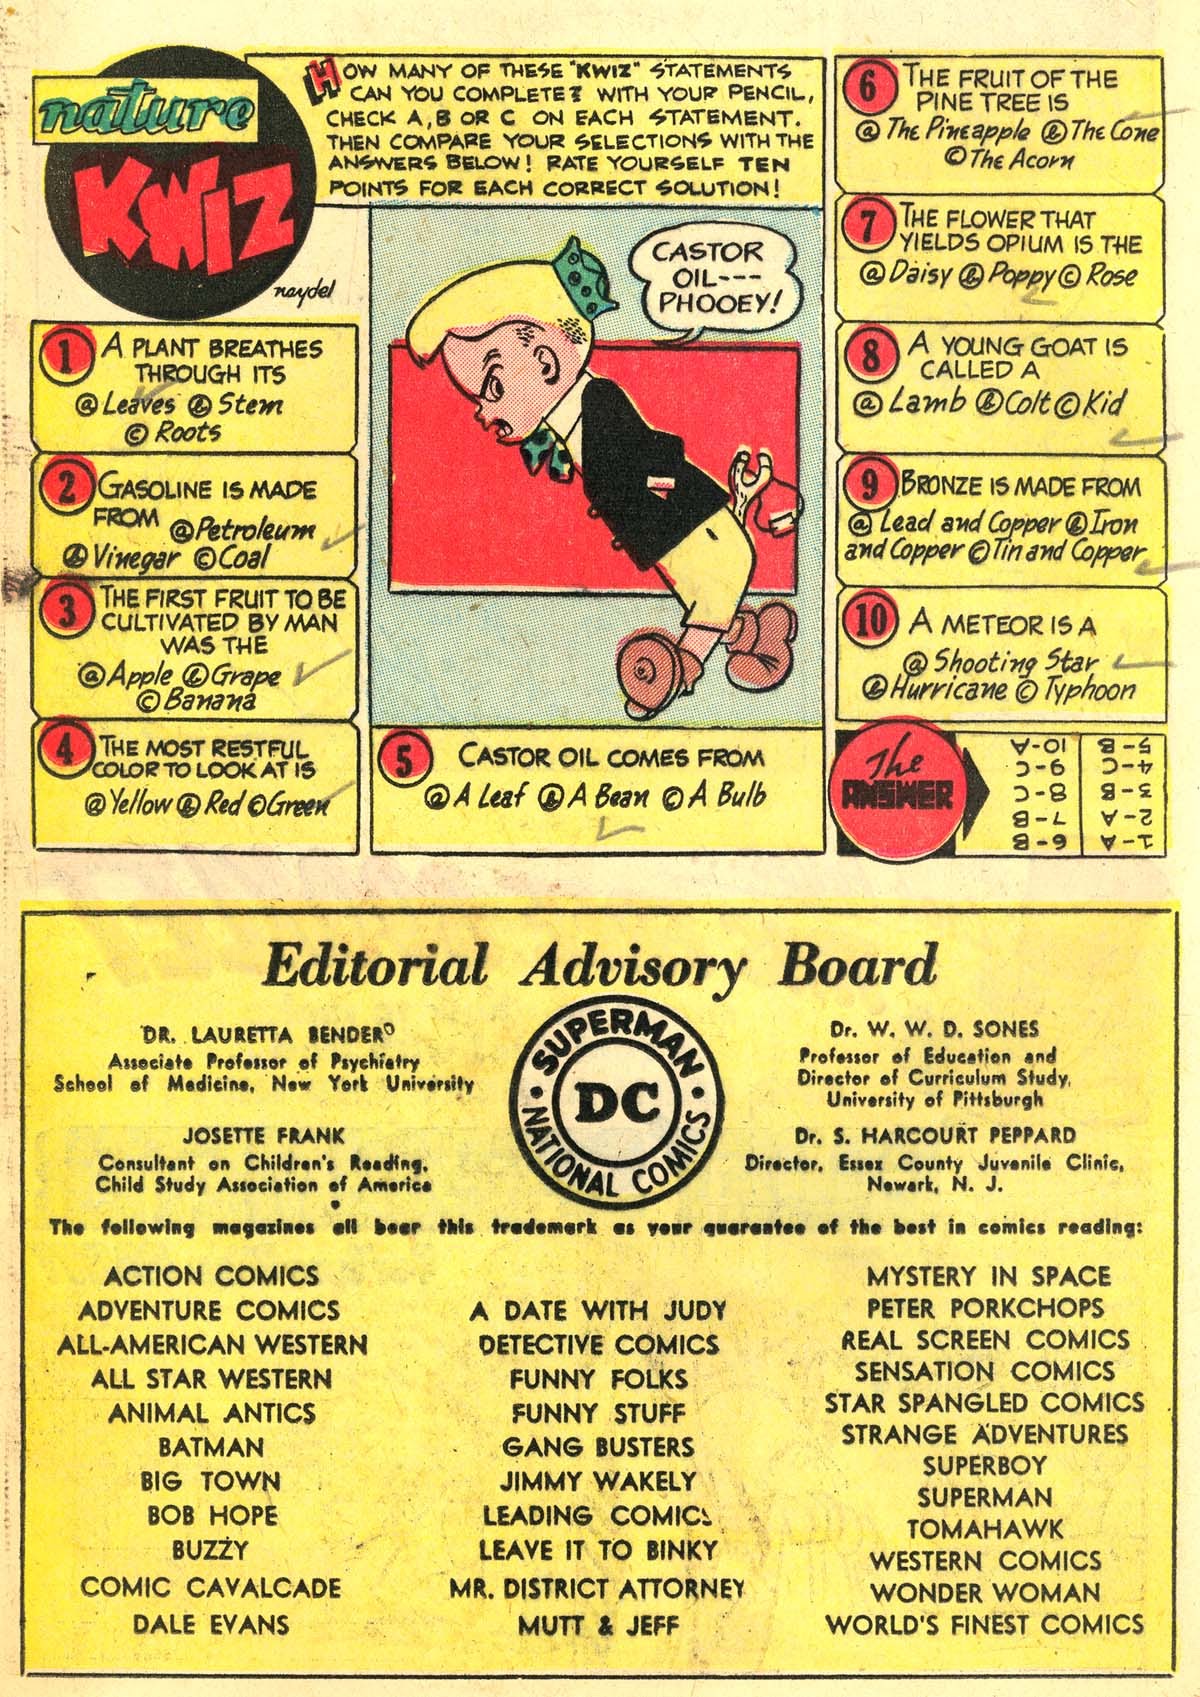 nature
KWIZ
naydel
HOW MANY OF THESE "KWIZ" STATEMENTS
CAN YOU COMPLETE? WITH YOUR PENCIL,
CHECK A, B OR C ON EACH STATEMENT.
THEN COMPARE YOUR SELECTIONS WITH THE
ANSWERS BELOW! RATE YOURSELF TEN
POINTS FOR EACH CORRECT SOLUTION!
1 A PLANT BREATHES
THROUGH ITS
ⓐ Leaves ⓑ Stem
ⓒ Roots
2 GASOLINE IS MADE
FROM ⓐ Petroleum
ⓑ Vinegar ⓒ Coal
3 THE FIRST FRUIT TO BE
CULTIVATED BY MAN
WAS THE
ⓐ Apple ⓑ Grape
ⓒ Banana
4 THE MOST RESTFUL
COLOR TO LOOK AT IS
ⓐ Yellow ⓑ Red ⓒ Green
CASTOR
OIL---
PHOOEY!
5 CASTOR OIL COMES FROM
ⓐ A Leaf ⓑ A Bean ⓒ A Bulb
6 THE FRUIT OF THE
PINE TREE IS
ⓐ The Pineapple ⓑ The Cone
ⓒ The Acorn
7 THE FLOWER THAT
YIELDS OPIUM IS THE
ⓐ Daisy ⓑ Poppy ⓒ Rose
8 A YOUNG GOAT IS
CALLED A
ⓐ Lamb ⓑ Colt ⓒ Kid
9 BRONZE IS MADE FROM
ⓐ Lead and Copper ⓑ Iron
and Copper ⓒ Tin and Copper
10 A METEOR IS A
ⓐ Shooting Star
ⓑ Hurricane ⓒ Typhoon
The
ANSWER
1-A 6-B
2-A 7-B
3-B 8-C
4-C 9-C
5-B 10-A
Editorial Advisory Board
DR. LAURETTA BENDER
Associate Professor of Psychiatry
School of Medicine, New York University
JOSETTE FRANK
Consultant on Children's Reading,
Child Study Association of America
SUPERMAN
DC
NATIONAL COMICS
Dr. W. W. D. SONES
Professor of Education and
Director of Curriculum Study,
University of Pittsburgh
Dr. S. HARCOURT PEPPARD
Director, Essex County Juvenile Clinic,
Newark, N. J.
The following magazines all bear this trademark as your guarantee of the best in comics reading:
ACTION COMICS
ADVENTURE COMICS
ALL-AMERICAN WESTERN
ALL STAR WESTERN
ANIMAL ANTICS
BATMAN
BIG TOWN
BOB HOPE
BUZZY
COMIC CAVALCADE
DALE EVANS
A DATE WITH JUDY
DETECTIVE COMICS
FUNNY FOLKS
FUNNY STUFF
GANG BUSTERS
JIMMY WAKELY
LEADING COMICS
LEAVE IT TO BINKY
MR. DISTRICT ATTORNEY
MUTT & JEFF
MYSTERY IN SPACE
PETER PORKCHOPS
REAL SCREEN COMICS
SENSATION COMICS
STAR SPANGLED COMICS
STRANGE ADVENTURES
SUPERBOY
SUPERMAN
TOMAHAWK
WESTERN COMICS
WONDER WOMAN
WORLD'S FINEST COMICS